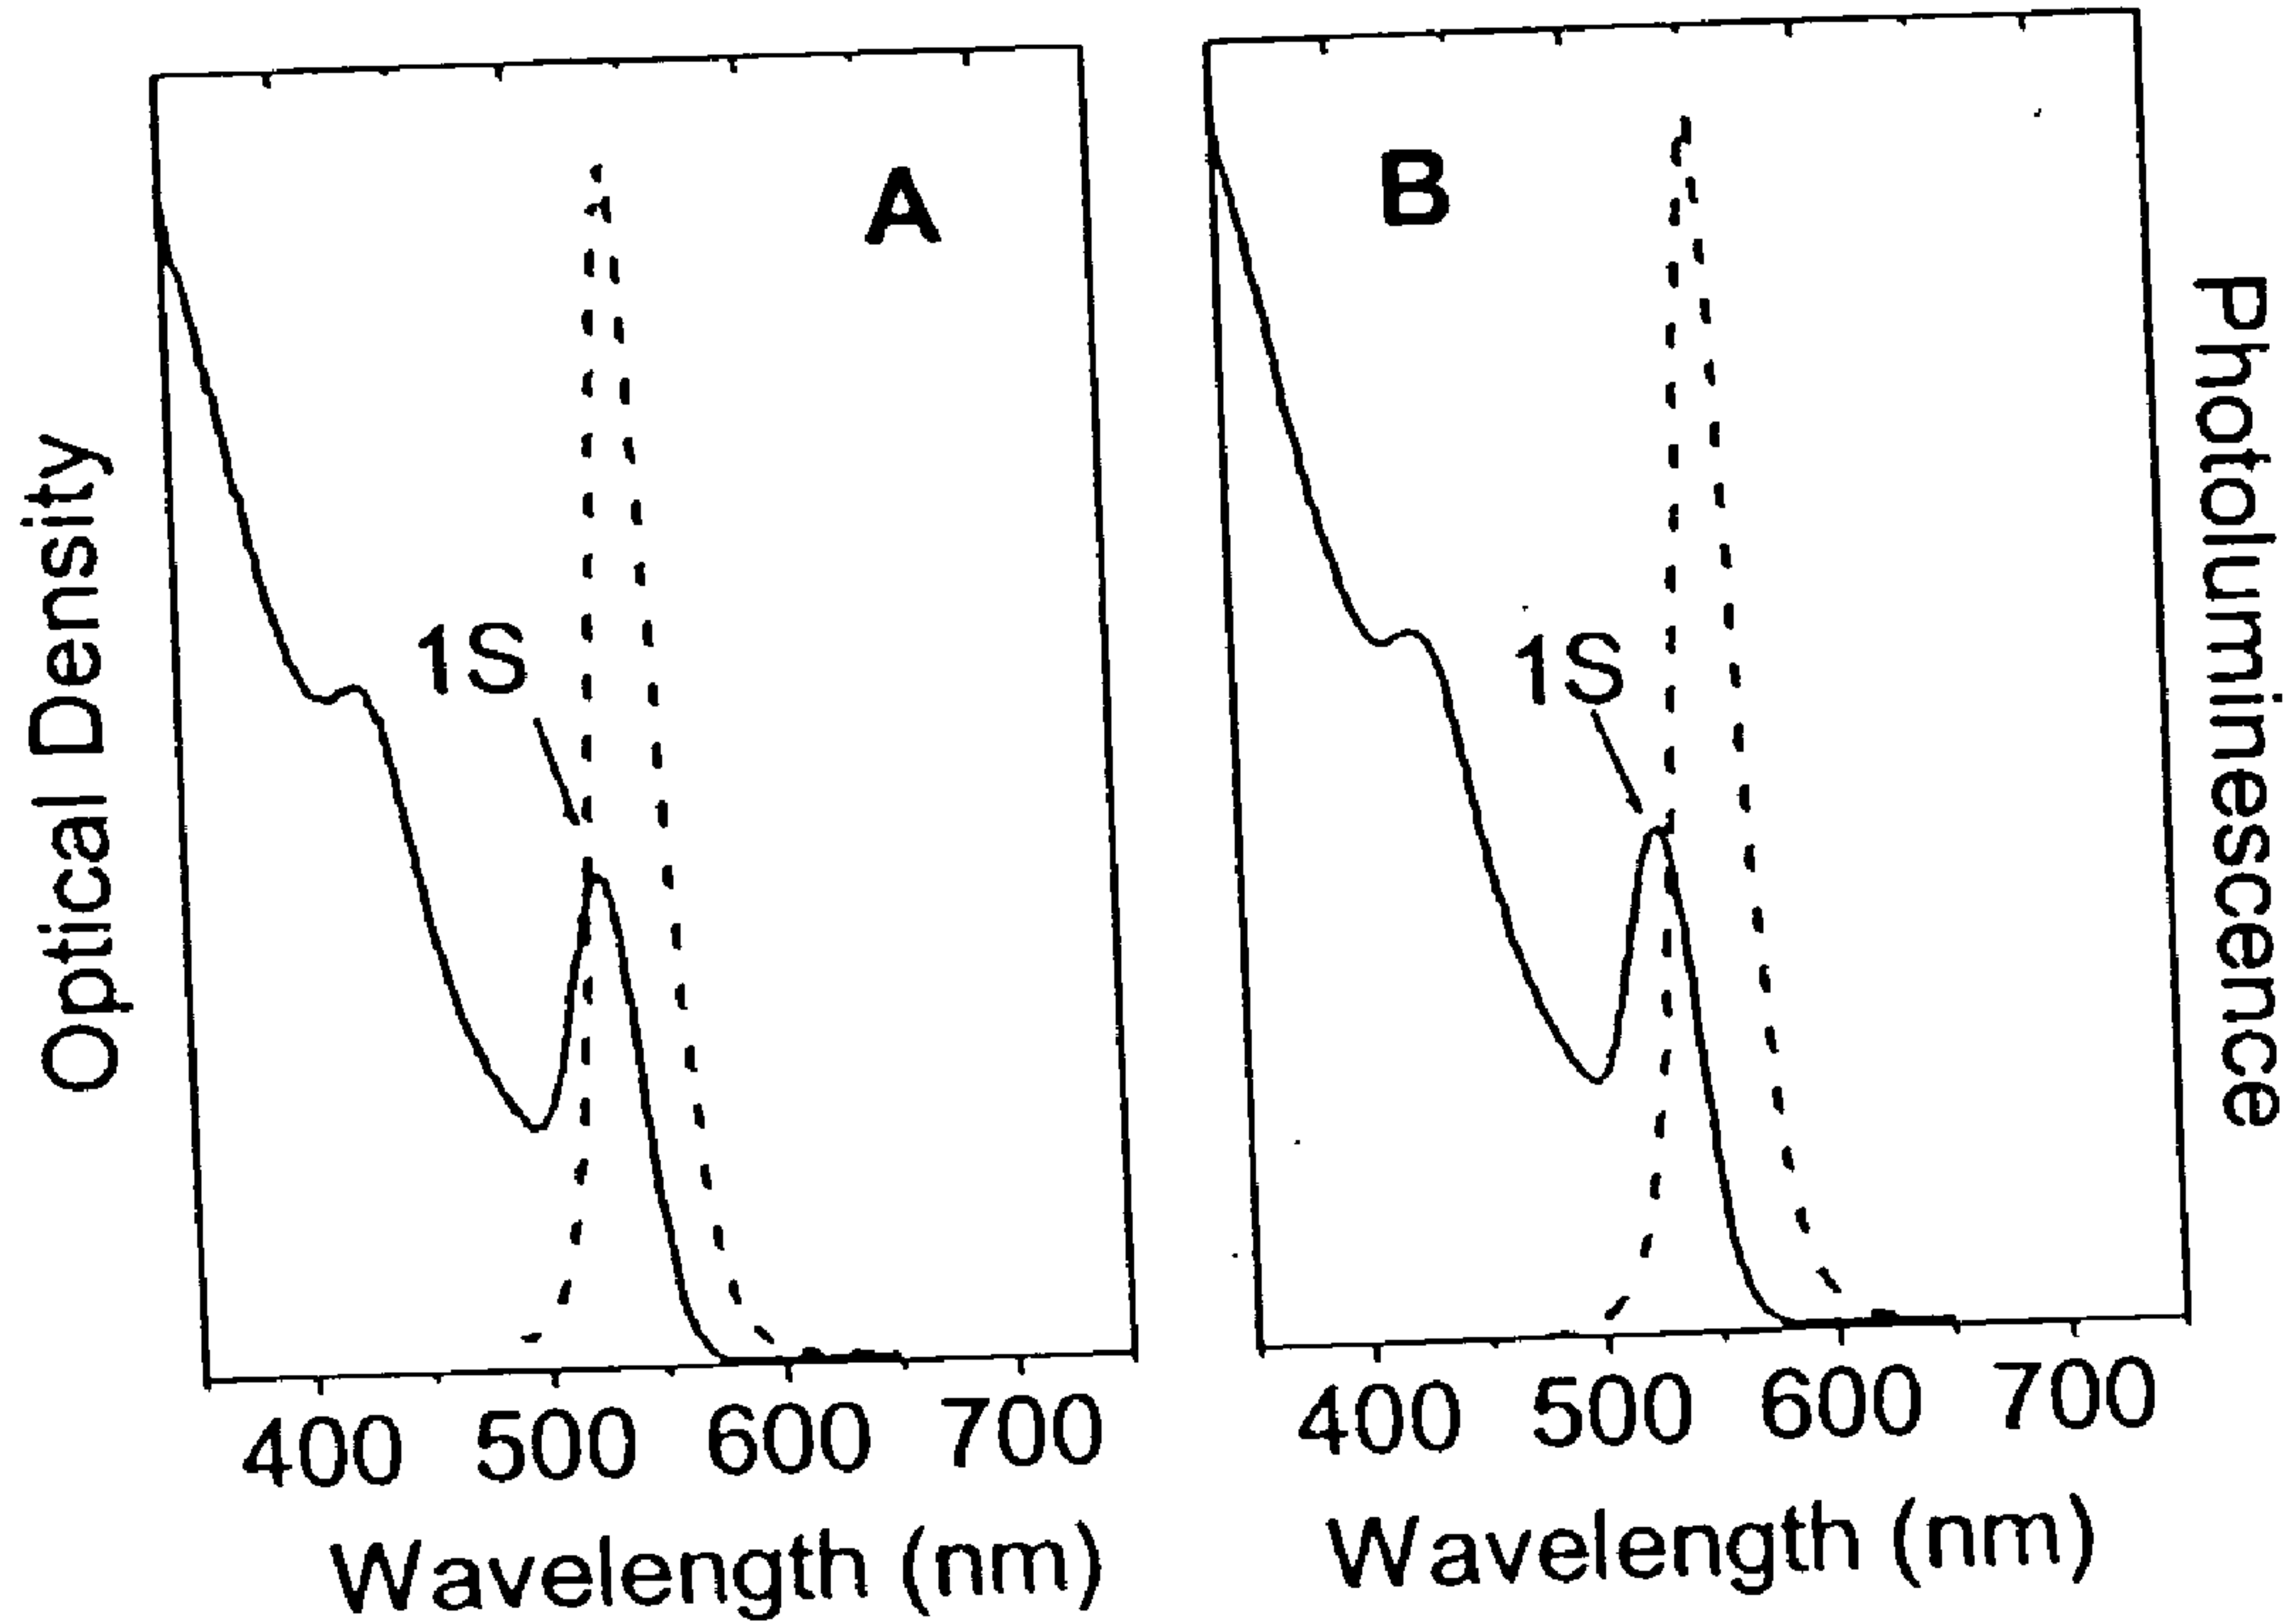 Optical Density
A
1S
400 500 600 700
Wavelength (nm)
B
1S
400 500 600 700
Wavelength (nm)
Photoluminescence